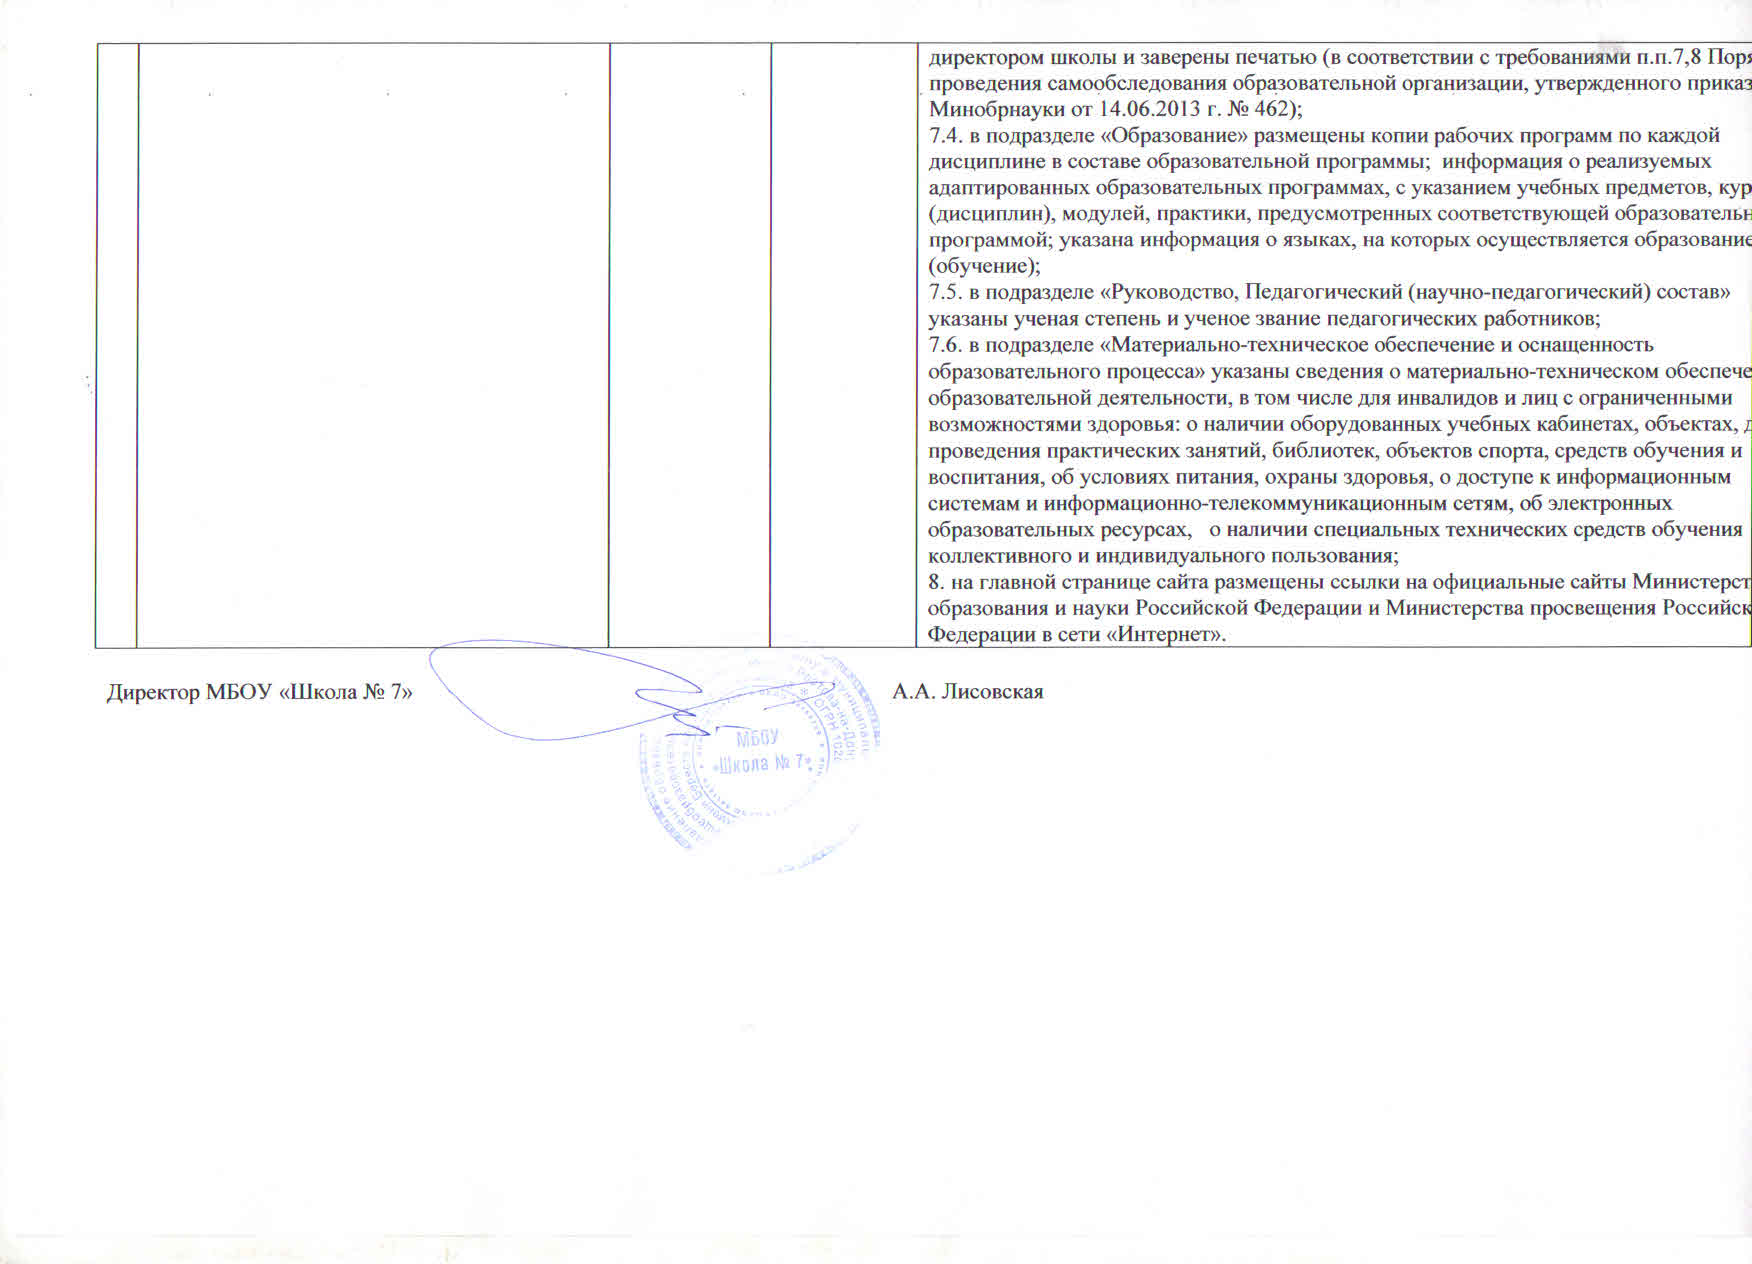 директором школы и заверены печатью (в соответствии с требованиями п.п.7,8
проведения самообследования образовательной организации, утвержденного
Минобрнауки от 14.06.2013 г. № 462);
7.4. в подразделе «Образование» размещены копии рабочих программ по каждой
дисциплине в составе образовательной программы; информация о реализуемых
адаптированных образовательных программах, с указанием учебных предметов,
(дисциплин), модулей, практики, предусмотренных соответствующей
программой; указана информация о языках, на которых осуществляется образование
(обучение);
7.5. в подразделе «Руководство, Педагогический (научно-педагогический) состав»
указаны ученая степень и ученое звание педагогических работников;
7.6. в подразделе «Материально-техническое обеспечение и оснащенность
образовательного процесса» указаны сведения о материально-техническом
образовательной деятельности, в том числе для инвалидов и лиц с ограниченными
возможностями здоровья: о наличии оборудованных учебных кабинетах, объектах,
проведения практических занятий, библиотек, объектов спорта, средств обучения и
воспитания, об условиях питания, охраны здоровья, о доступе к информационным
системам и информационно-телекоммуникационным сетям, об электронных
образовательных ресурсах, о наличии специальных технических средств обучения
коллективного и индивидуального пользования;
8. на главной странице сайта размещены ссылки на официальные сайты
образования и науки Российской Федерации и Министерства просвещения
Федерации в сети «Интернет».
Директор МБОУ «Школа № 7»
А.А. Лисовская
МБОУ
«Школа № 7»